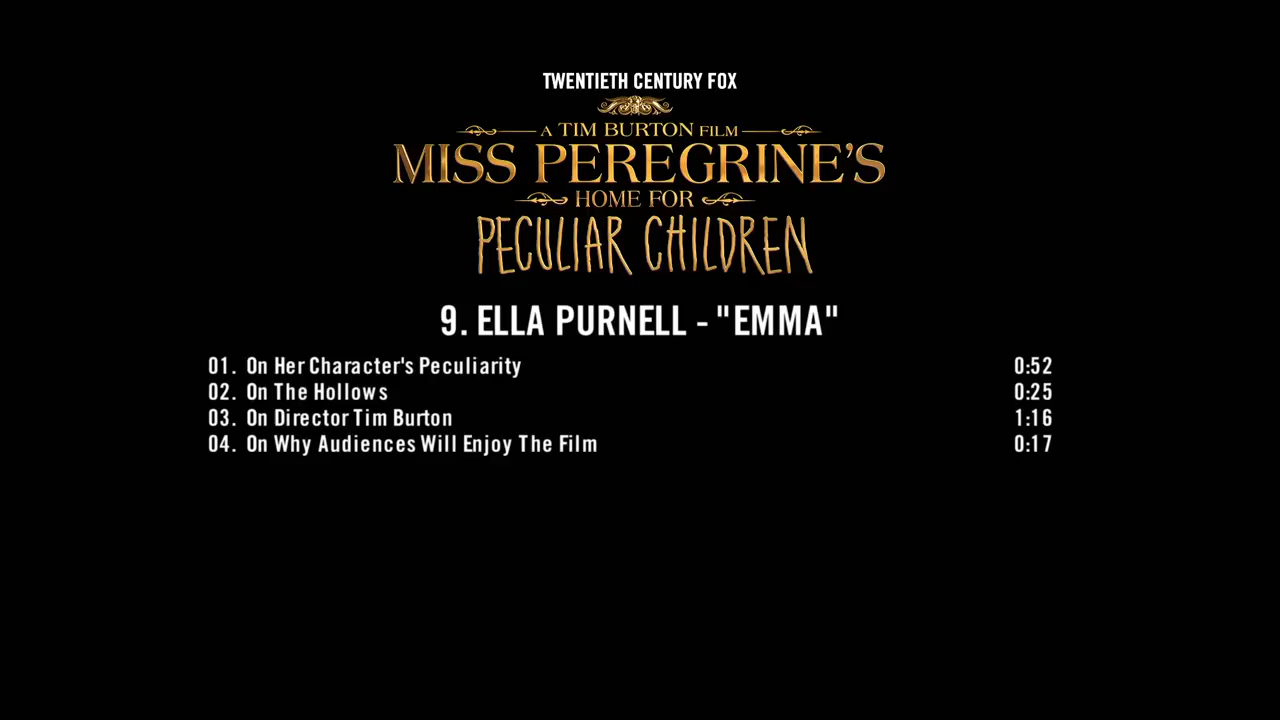 TWENTIETH CENTURY FOX
A TIM BURTON FILM
MISS PEREGRINE'S
HOME FOR
PECULIAR CHILDREN
9. ELLA PURNELL - "EMMA"
01. On Her Character's Peculiarity 0:52
02. On The Hollows 0:25
03. On Director Tim Burton 1:16
04. On Why Audiences Will Enjoy The Film 0:17